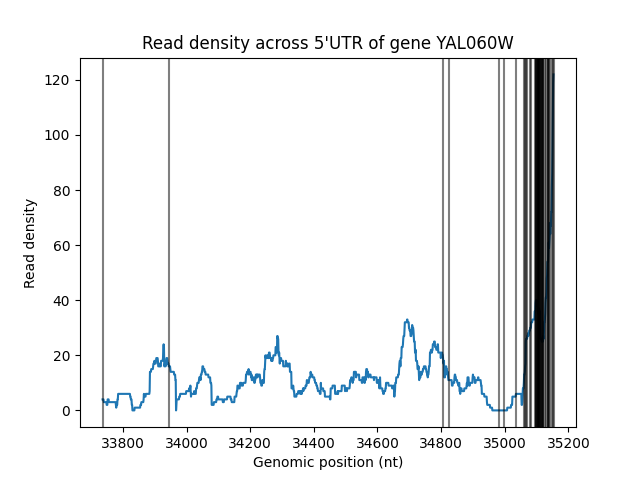 Read density across 5'UTR of gene YAL060W
120
100
80
60
40
20
0
Read density
33800 34000 34200 34400 34600 34800 35000 35200
Genomic position (nt)